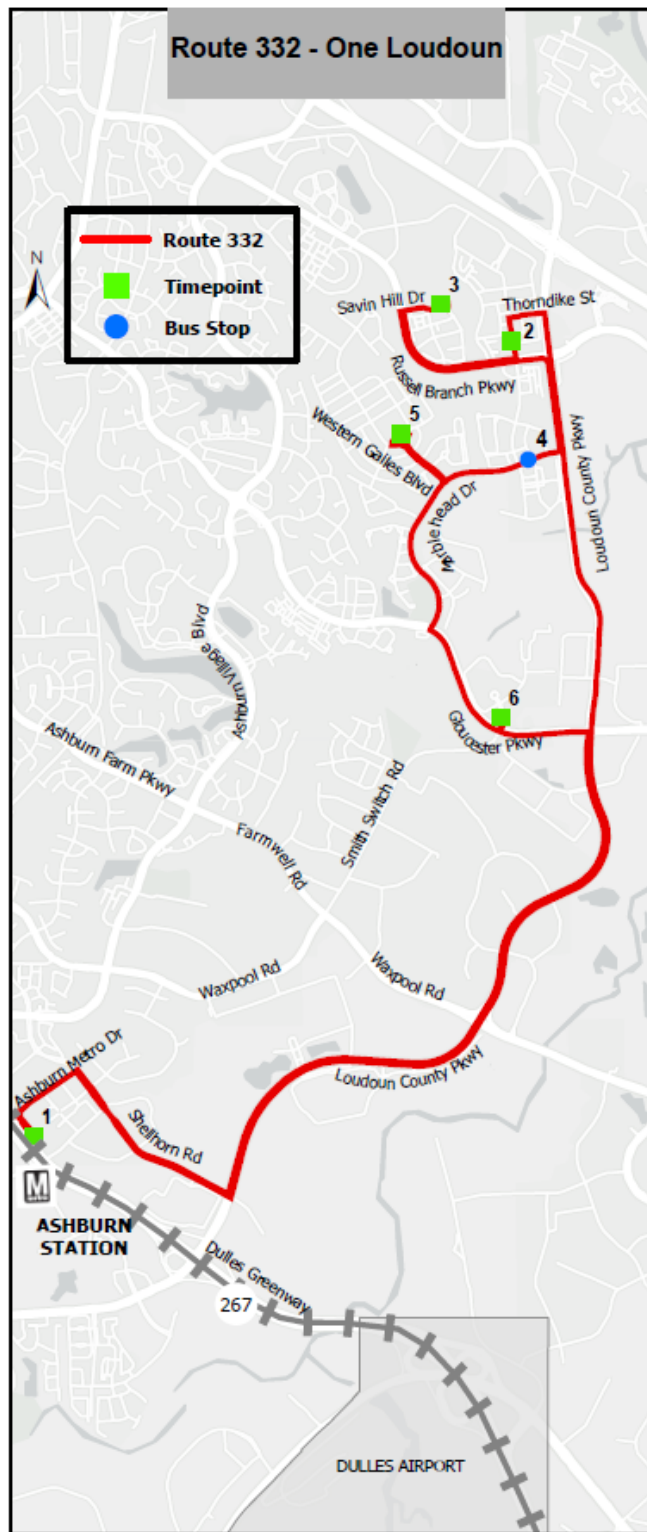 Route 332 - One Loudoun
N
Route 332
Timepoint
Bus Stop
3
Savin Hill Dr
Thorndike St
2
Russell Branch Pkwy
5
Western Galles Blvd
4
Marblehead Dr
Loudoun County Pkwy
Ashburn Village Blvd
6
Gloucester Pkwy
Ashburn Farm Pkwy
Smith Switch Rd
Farmwell Rd
Waxpool Rd
Waxpool Rd
Loudoun County Pkwy
Ashburn Metro Dr
1
Shellhorn Rd
M
ASHBURN
STATION
Dulles Greenway
267
DULLES AIRPORT